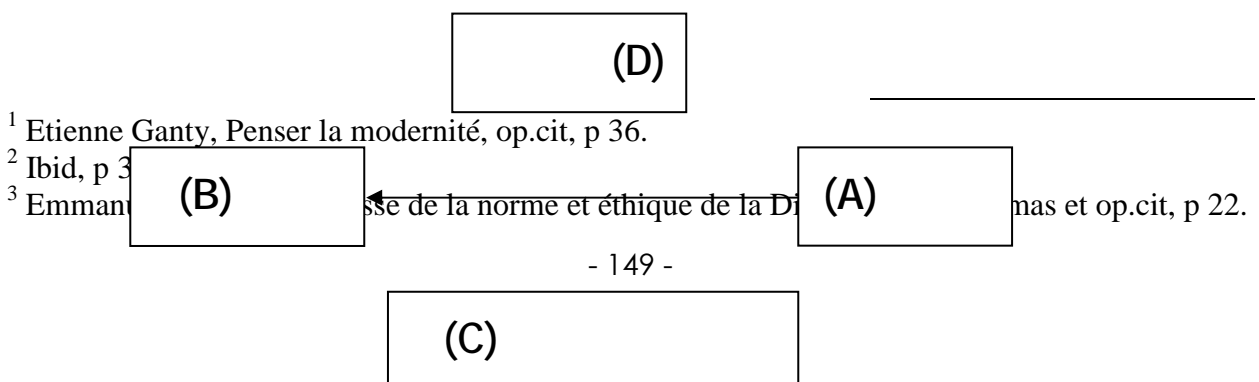 (D)
1 Etienne Ganty, Penser la modernité, op.cit, p 36.
2 Ibid, p 3
(B) (A)
3 Emmanu sse de la norme et éthique de la Di mas et op.cit, p 22.
- 149 -
(C)